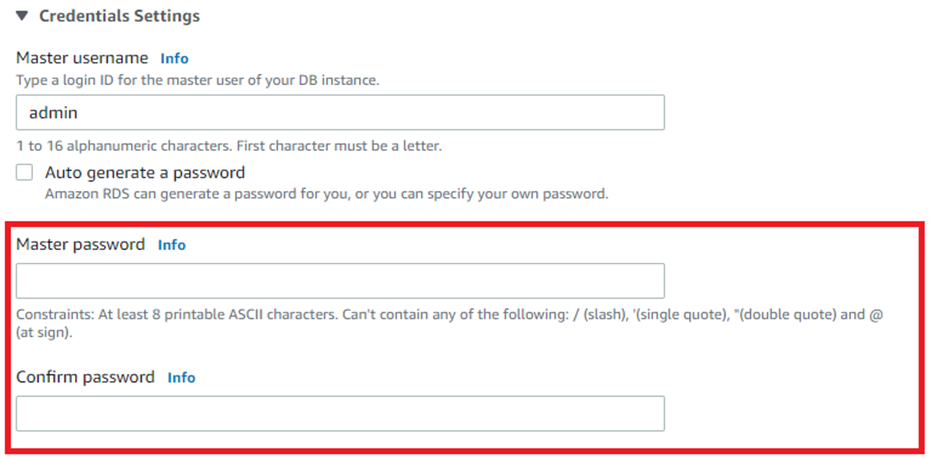 Credentials Settings
Master username Info
Type a login ID for the master user of your DB instance.
admin
1 to 16 alphanumeric characters. First character must be a letter.
Auto generate a password
Amazon RDS can generate a password for you, or you can specify your own password.
Master password Info
Constraints: At least 8 printable ASCII characters. Can't contain any of the following: / (slash), '(single quote), "(double quote) and @
(at sign).
Confirm password Info